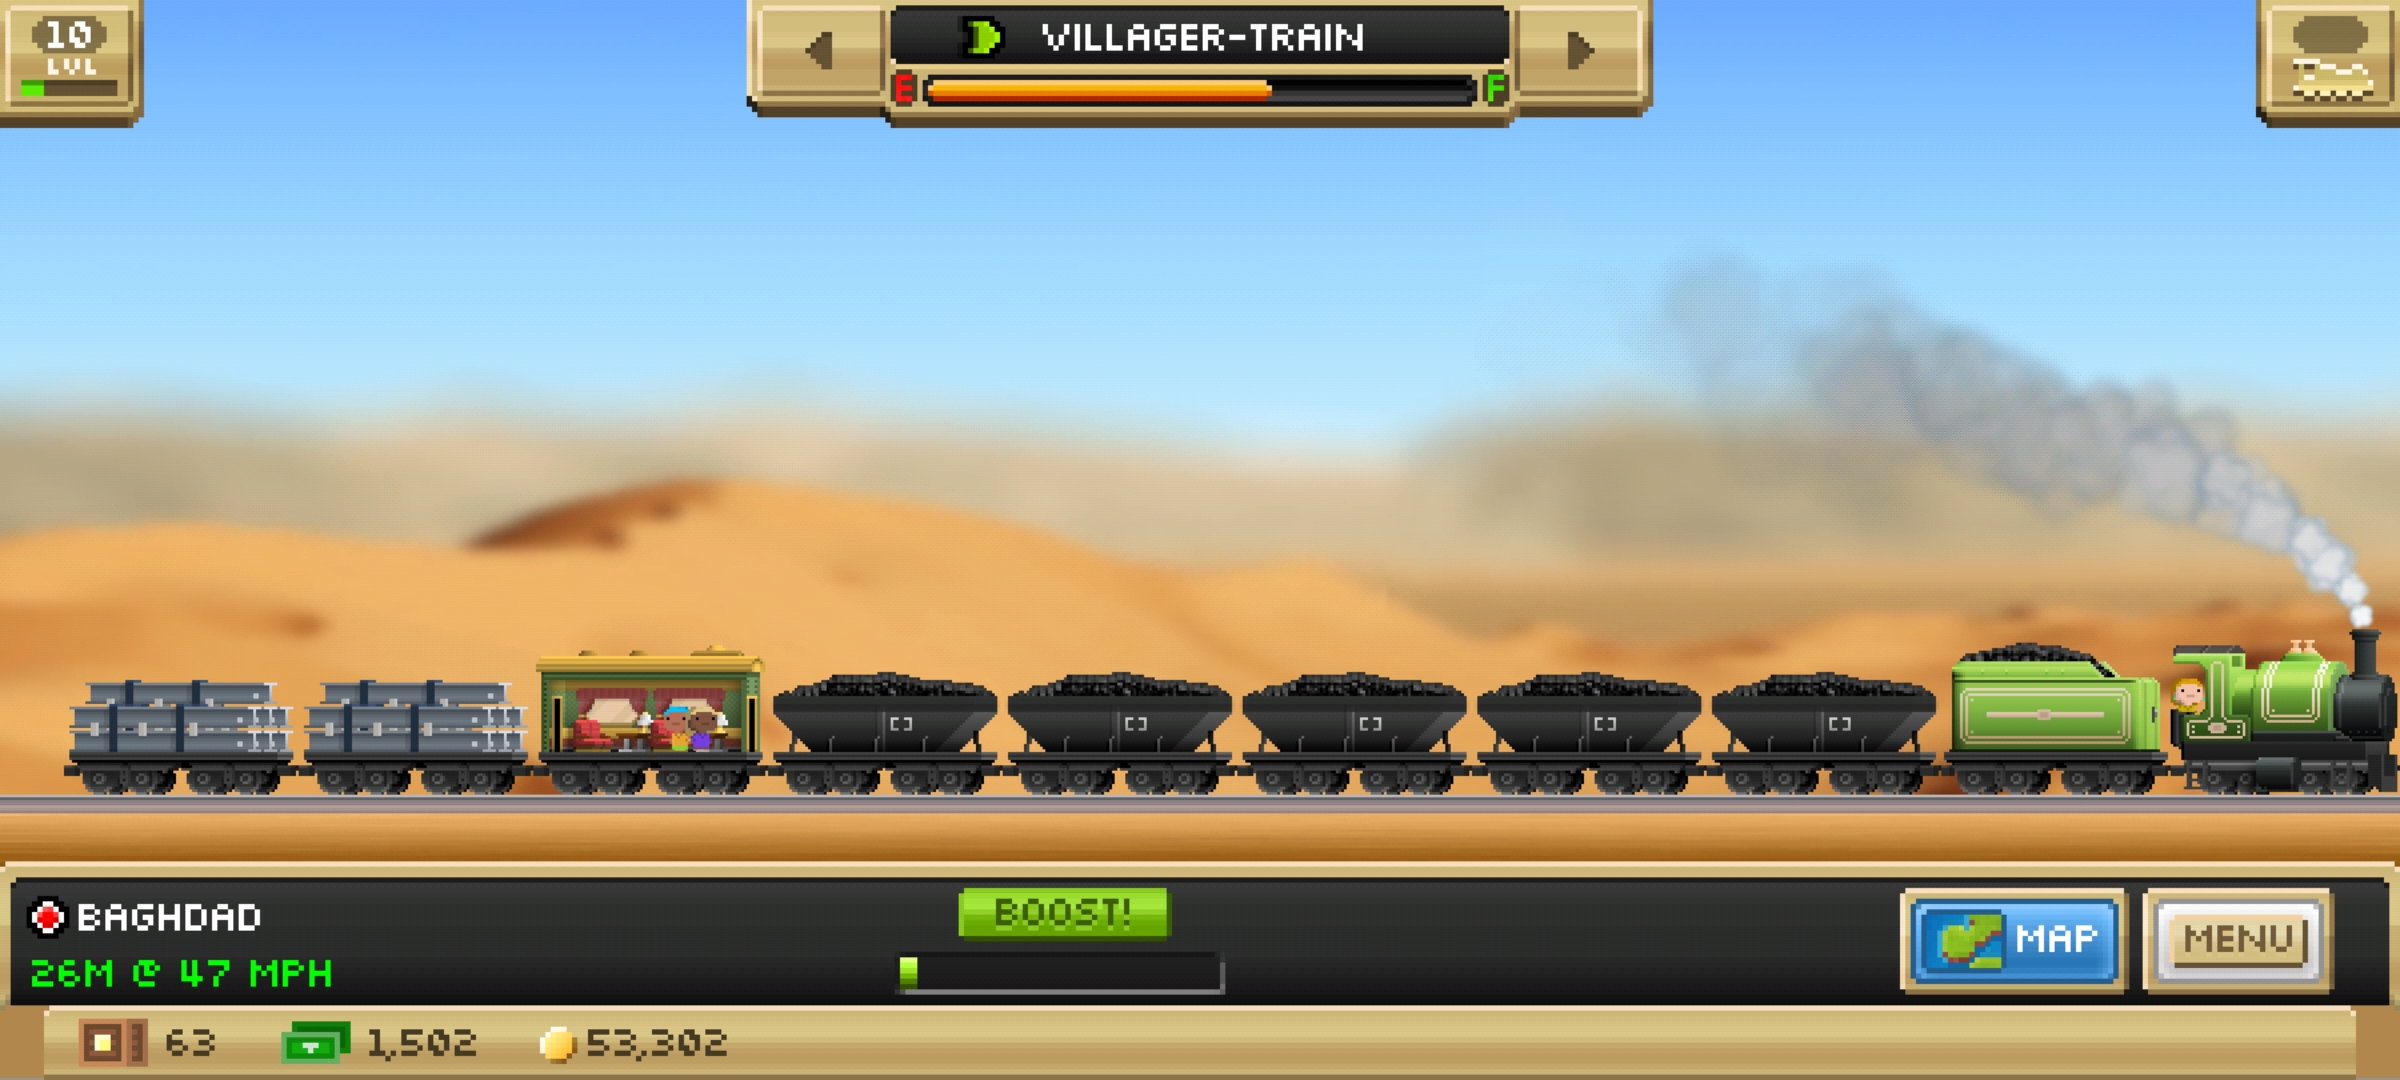 10
LVL
VILLAGER-TRAIN
E F
BAGHDAD
26M @ 47 MPH
BOOST!
MAP
MENU
63 1,502 53,302